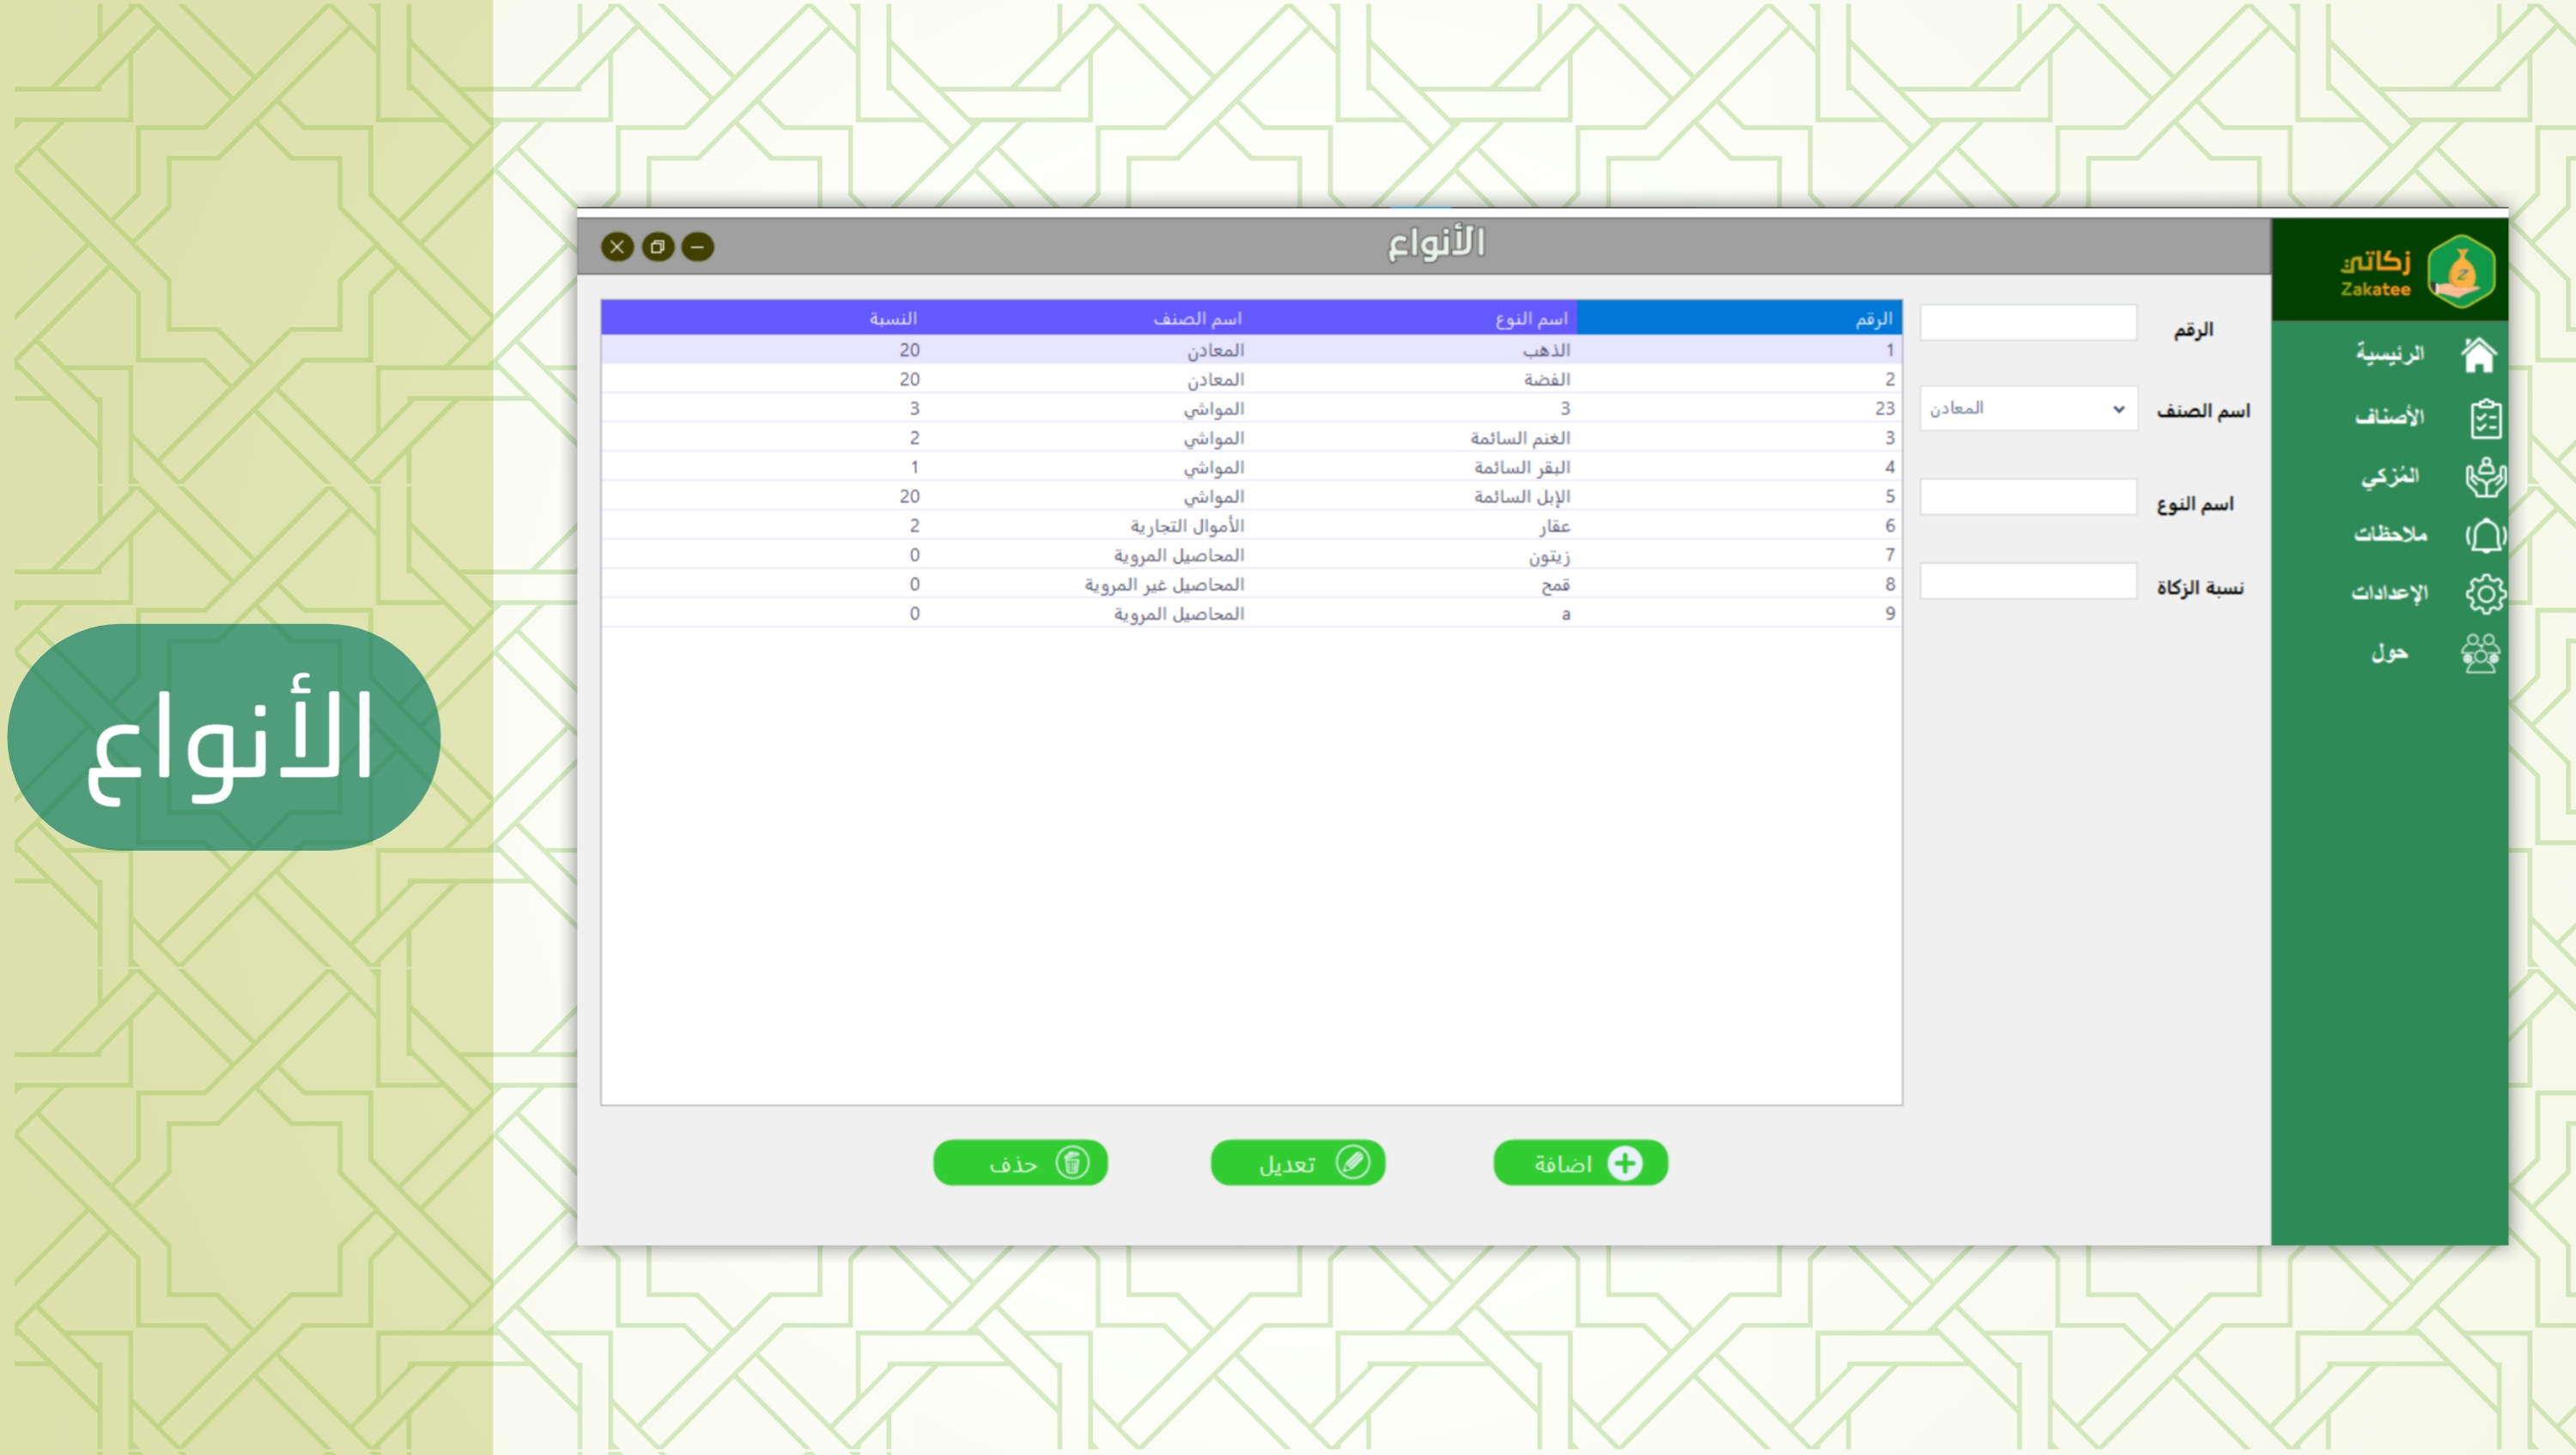 الأنواع
الأنواع
زكاتي
Zakatee
الرئيسية
الأصناف
المُزكي
ملاحظات
الإعدادات
حول
الرقم
اسم الصنف المعادن
اسم النوع
نسبة الزكاة
الرقم اسم النوع اسم الصنف النسبة
1 الذهب المعادن 20
2 الفضة المعادن 20
23 3 المواشي 3
3 الغنم السائمة المواشي 2
4 البقر السائمة المواشي 1
5 الإبل السائمة المواشي 20
6 عقار الأموال التجارية 2
7 زيتون المحاصيل المروية 0
8 قمح المحاصيل غير المروية 0
9 a المحاصيل المروية 0
اضافة تعديل حذف